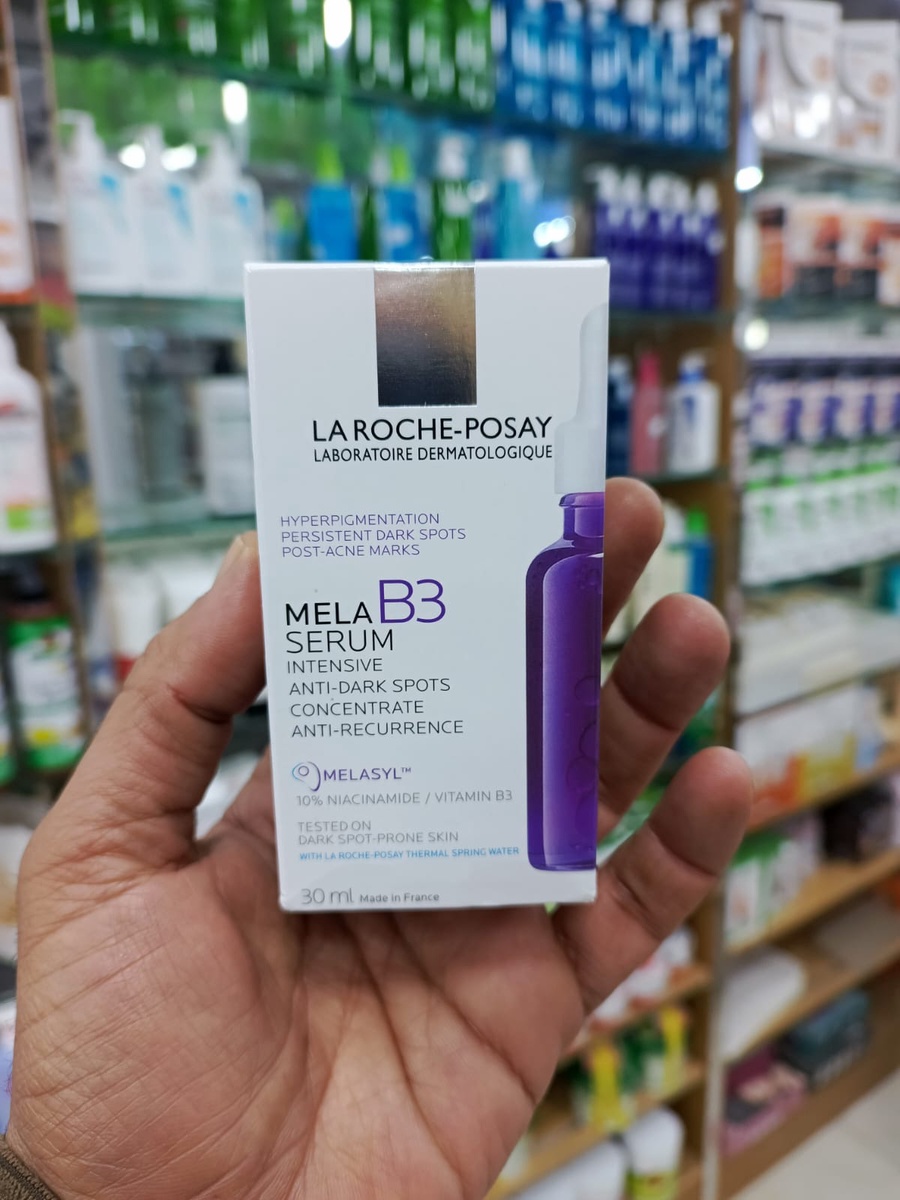 LA ROCHE-POSAY
LABORATOIRE DERMATOLOGIQUE
HYPERPIGMENTATION
PERSISTENT DARK SPOTS
POST-ACNE MARKS
MELA B3
SERUM
INTENSIVE
ANTI-DARK SPOTS
CONCENTRATE
ANTI-RECURRENCE
MELASYL™
10% NIACINAMIDE / VITAMIN B3
TESTED ON
DARK SPOT-PRONE SKIN
WITH LA ROCHE-POSAY THERMAL SPRING WATER
30 ml Made in France